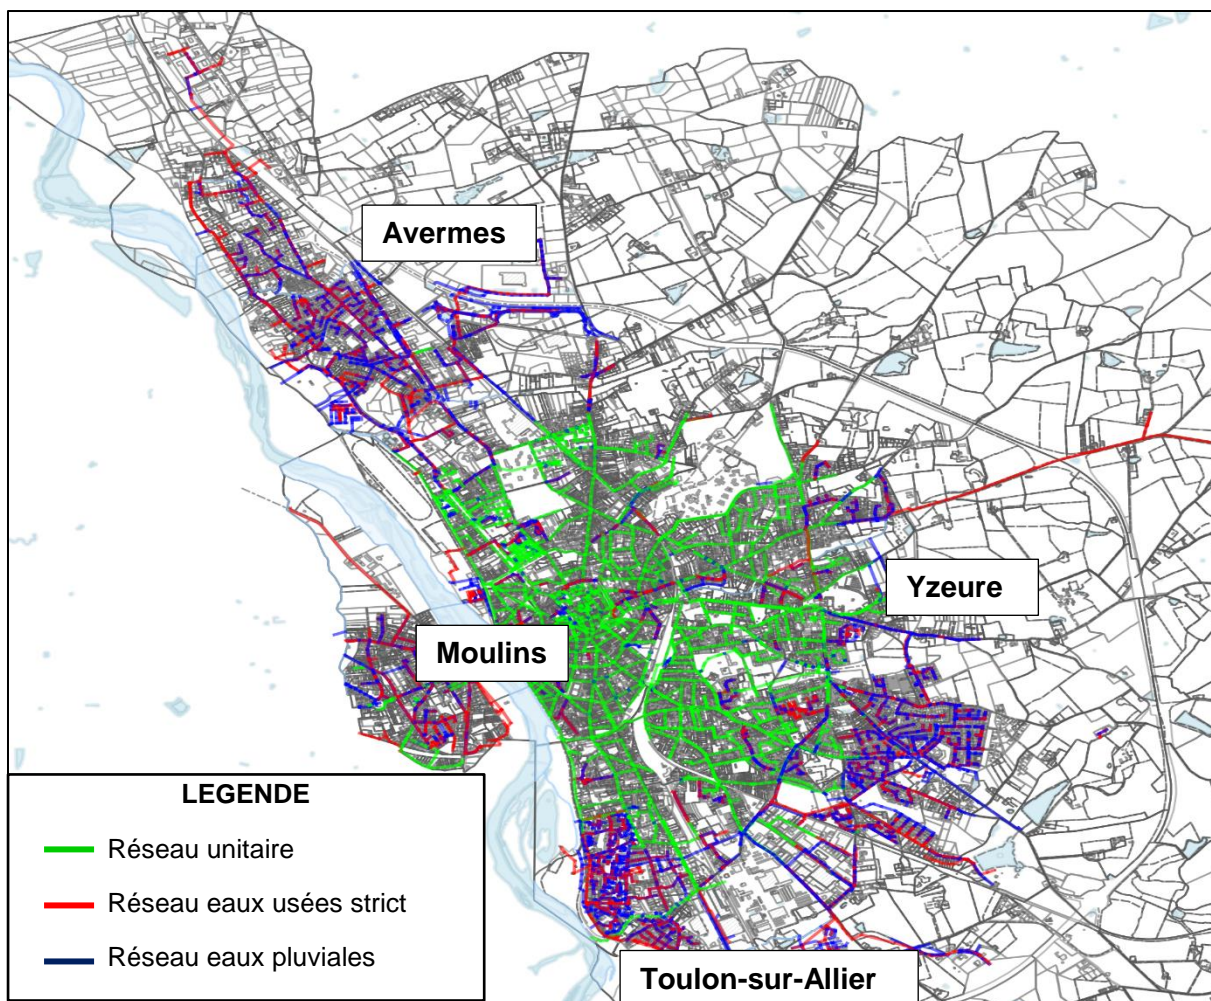 Avermes
Yzeure
Moulins
LEGENDE
Réseau unitaire
Réseau eaux usées strict
Réseau eaux pluviales
Toulon-sur-Allier